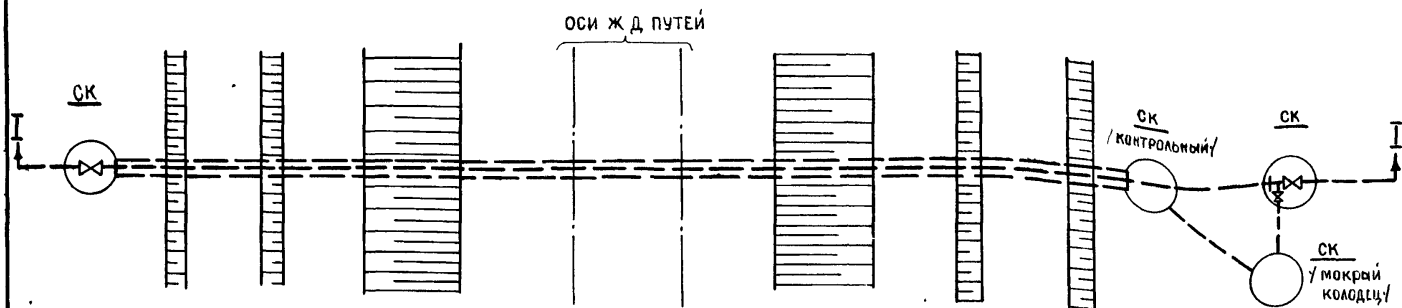 ОСИ Ж Д ПУТЕЙ
СК
I
СК
/КОНТРОЛЬНЫЙ/
СК
I
СК
/МОКРЫЙ
КОЛОДЕЦ/